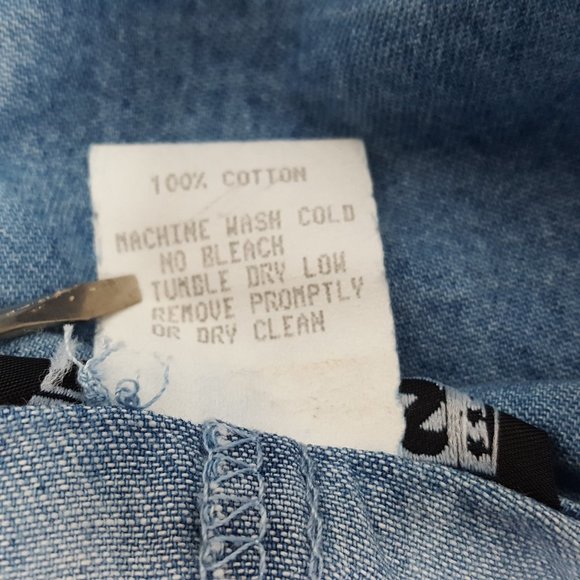 100% COTTON
MACHINE WASH COLD
NO BLEACH
TUMBLE DRY LOW
REMOVE PROMPTLY
OR DRY CLEAN